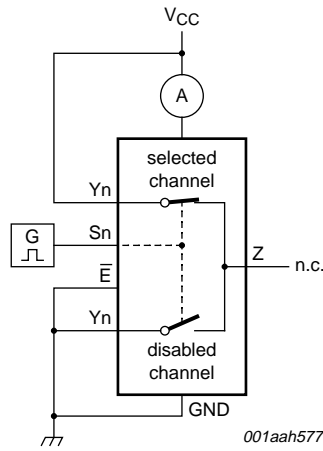 VCC
A
selected
channel
Yn
Sn
G
E
Z
n.c.
Yn
disabled
channel
GND
001aah577